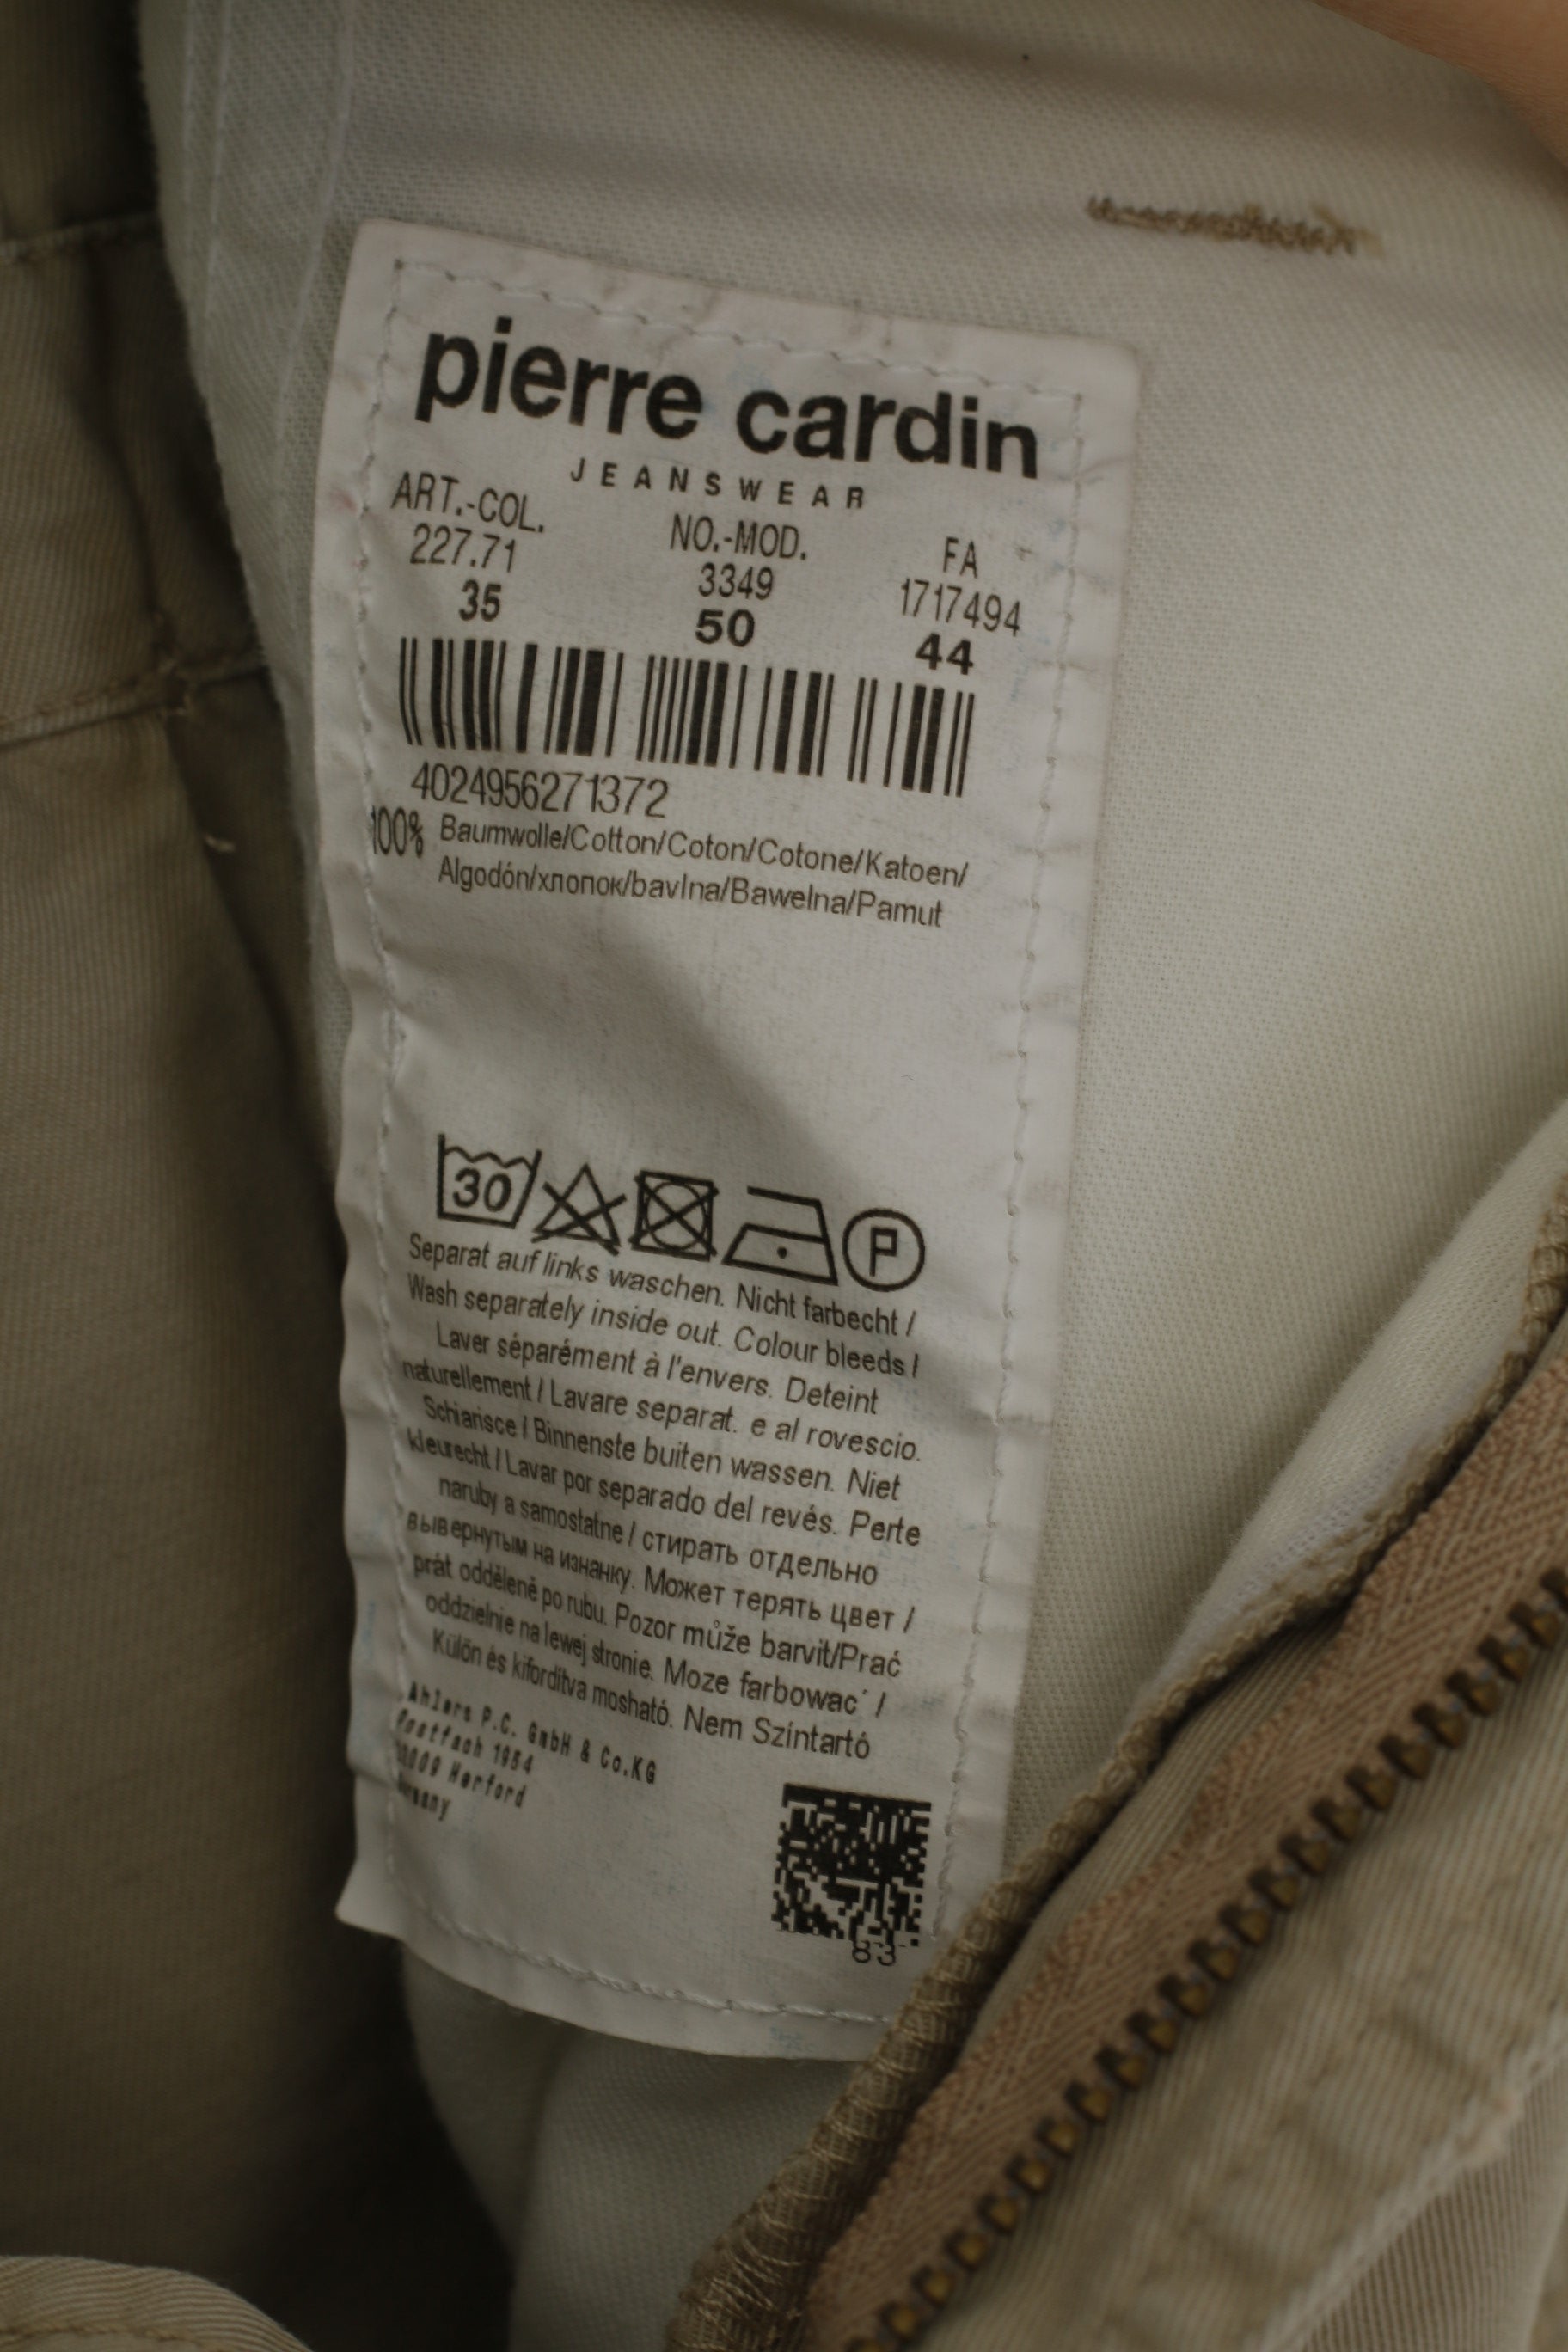 pierre cardin
JEANSWEAR
ART.-COL. NO.-MOD. FA
227.71 3349 1717494
35 50 44
4024956271372
100% Baumwolle/Cotton/Coton/Cotone/Katoen/
Algodón/хлопок/bavlna/Bawelna/Pamut
30 P
Separat auf links waschen. Nicht farbecht /
Wash separately inside out. Colour bleeds /
Laver séparément à l'envers. Deteint
naturellement / Lavare separat. e al rovescio.
Schiarisce / Binnenste buiten wassen. Niet
kleurecht / Lavar por separado del revés. Perte
naruby a samostatne / стирать отдельно
вывернутым на изнанку. Может терять цвет /
prát odděleně po rubu. Pozor může barvit/Prać
oddzielnie na lewej stronie. Moze farbowac´ /
Külön és kifordítva mosható. Nem Színtartó
Ahlers P.C. GmbH & Co.KG
Postfach 1954
Herford
83